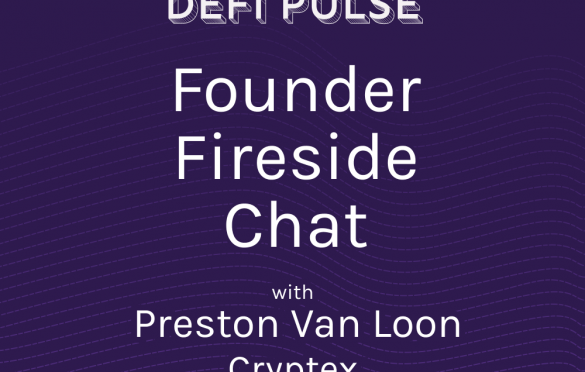 DEFI PULSE
Founder
Fireside
Chat
with
Preston Van Loon
Cryptex